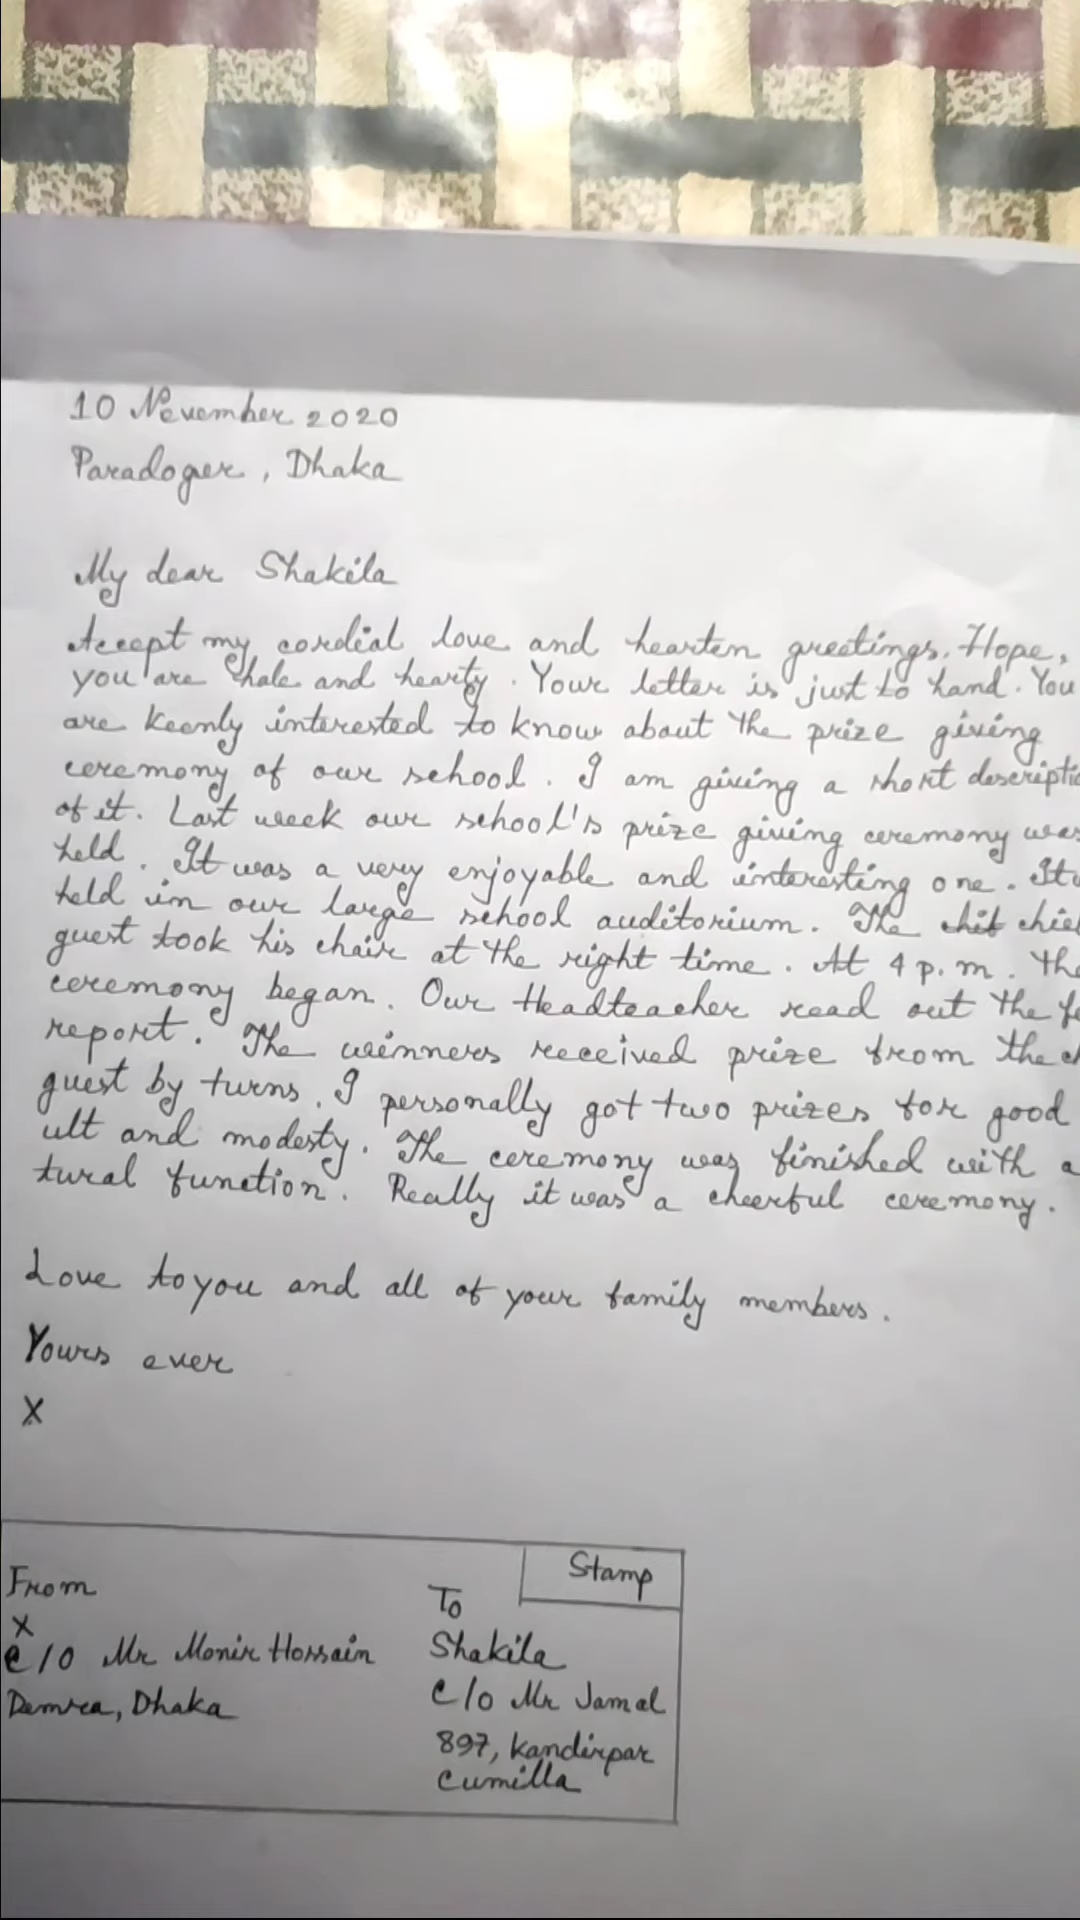 10 November 2020
Paradoger, Dhaka
My dear Shakila
Accept my cordial love and hearten greetings. Hope,
you are hale and hearty. Your letter is just to hand. You
are keenly interested to know about the prize giving
ceremony of our school. I am giving a short descriptio
of it. Last week our school's prize giving ceremony was
held. It was a very enjoyable and interesting one. It
held in our large school auditorium. The chif chie
guest took his chair at the right time. At 4 p.m. the
ceremony began. Our Headteacher read out the
report. The winners received prize from the ch
guest by turns. I personally got two prizes for good
ult and modesty. The ceremony was finished with a
tural function. Really it was a cheerful ceremony.
Love to you and all of your family members.
Yours ever
X
Stamp
From
X
C/O Mr Monir Hossain
Demra, Dhaka
To
Shakila
C/o Mr Jamal
897, Kandirpar
Cumilla